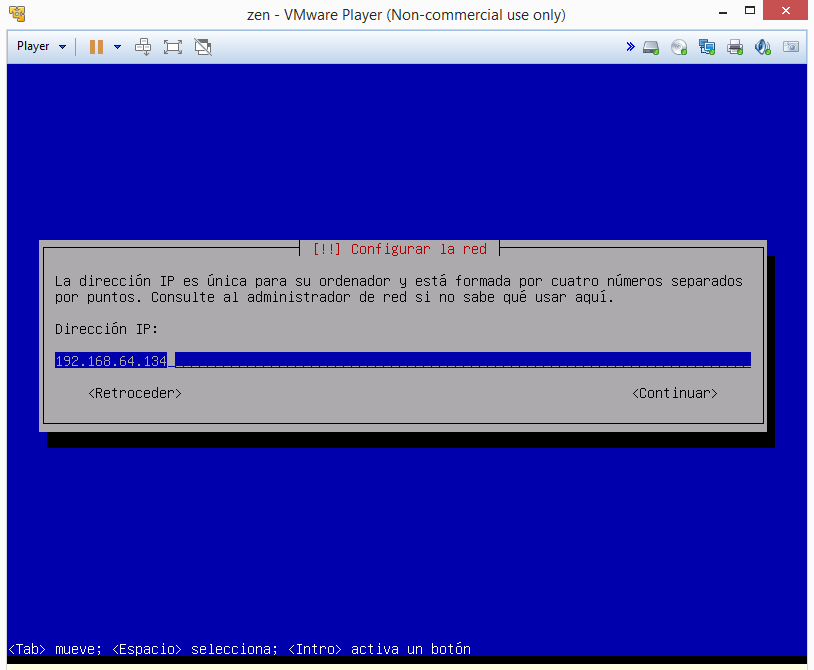 zen - VMware Player (Non-commercial use only)
Player
[!!] Configurar la red
La dirección IP es única para su ordenador y está formada por cuatro números separados
por puntos. Consulte al administrador de red si no sabe qué usar aquí.
Dirección IP:
192.168.64.134
<Retroceder> <Continuar>
<Tab> mueve; <Espacio> selecciona; <Intro> activa un botón